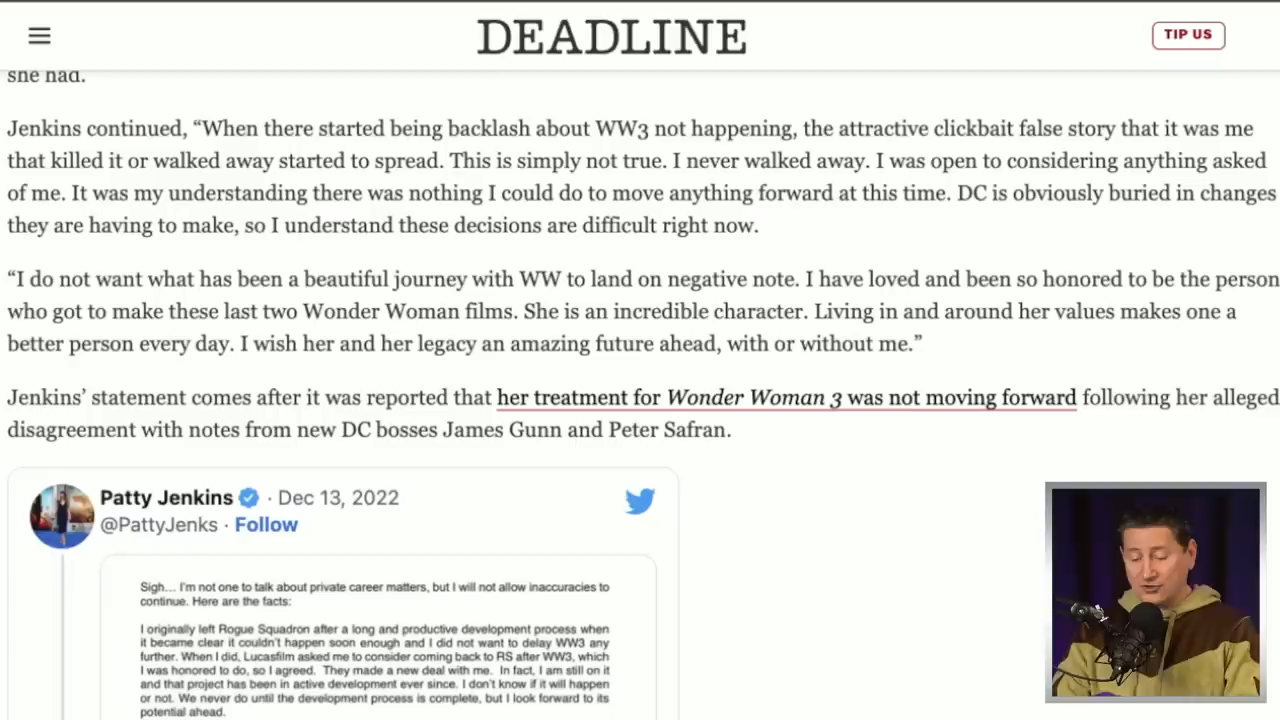 DEADLINE
TIP US
she had.
Jenkins continued, “When there started being backlash about WW3 not happening, the attractive clickbait false story that it was me
that killed it or walked away started to spread. This is simply not true. I never walked away. I was open to considering anything asked
of me. It was my understanding there was nothing I could do to move anything forward at this time. DC is obviously buried in changes
they are having to make, so I understand these decisions are difficult right now.
“I do not want what has been a beautiful journey with WW to land on negative note. I have loved and been so honored to be the person
who got to make these last two Wonder Woman films. She is an incredible character. Living in and around her values makes one a
better person every day. I wish her and her legacy an amazing future ahead, with or without me.”
Jenkins’ statement comes after it was reported that her treatment for Wonder Woman 3 was not moving forward following her alleged
disagreement with notes from new DC bosses James Gunn and Peter Safran.
Patty Jenkins · Dec 13, 2022
@PattyJenks · Follow
Sigh... I'm not one to talk about private career matters, but I will not allow inaccuracies to
continue. Here are the facts:
I originally left Rogue Squadron after a long and productive development process when
it became clear it couldn't happen soon enough and I did not want to delay WW3 any
further. When I did, Lucasfilm asked me to consider coming back to RS after WW3, which
I was honored to do, so I agreed. They made a new deal with me. In fact, I am still on it
and that project has been in active development ever since. I don't know if it will happen
or not. We never do until the development process is complete, but I look forward to its
potential ahead.